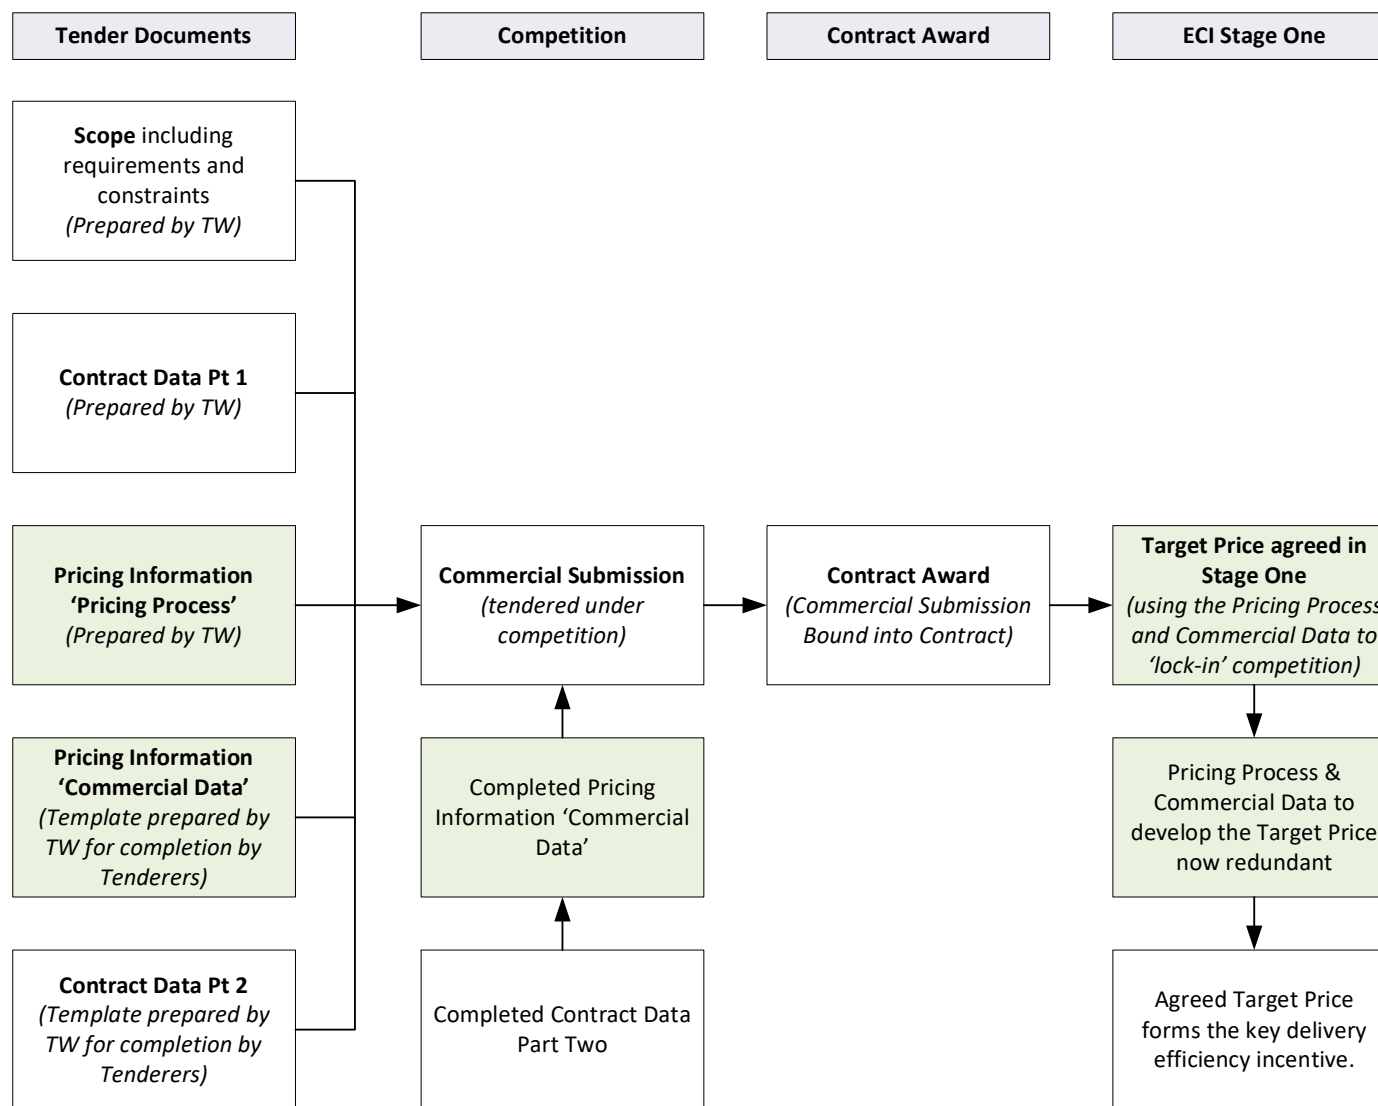 Tender Documents
Competition
Contract Award
ECI Stage One
Scope including
requirements and
constraints
(Prepared by TW)
Contract Data Pt 1
(Prepared by TW)
Pricing Information
‘Pricing Process’
(Prepared by TW)
Commercial Submission
(tendered under
competition)
Contract Award
(Commercial Submission
Bound into Contract)
Target Price agreed in
Stage One
(using the Pricing Process
and Commercial Data to
‘lock-in’ competition)
Pricing Information
‘Commercial Data’
(Template prepared by
TW for completion by
Tenderers)
Completed Pricing
Information ‘Commercial
Data’
Pricing Process &
Commercial Data to
develop the Target Price
now redundant
Contract Data Pt 2
(Template prepared by
TW for completion by
Tenderers)
Completed Contract Data
Part Two
Agreed Target Price
forms the key delivery
efficiency incentive.